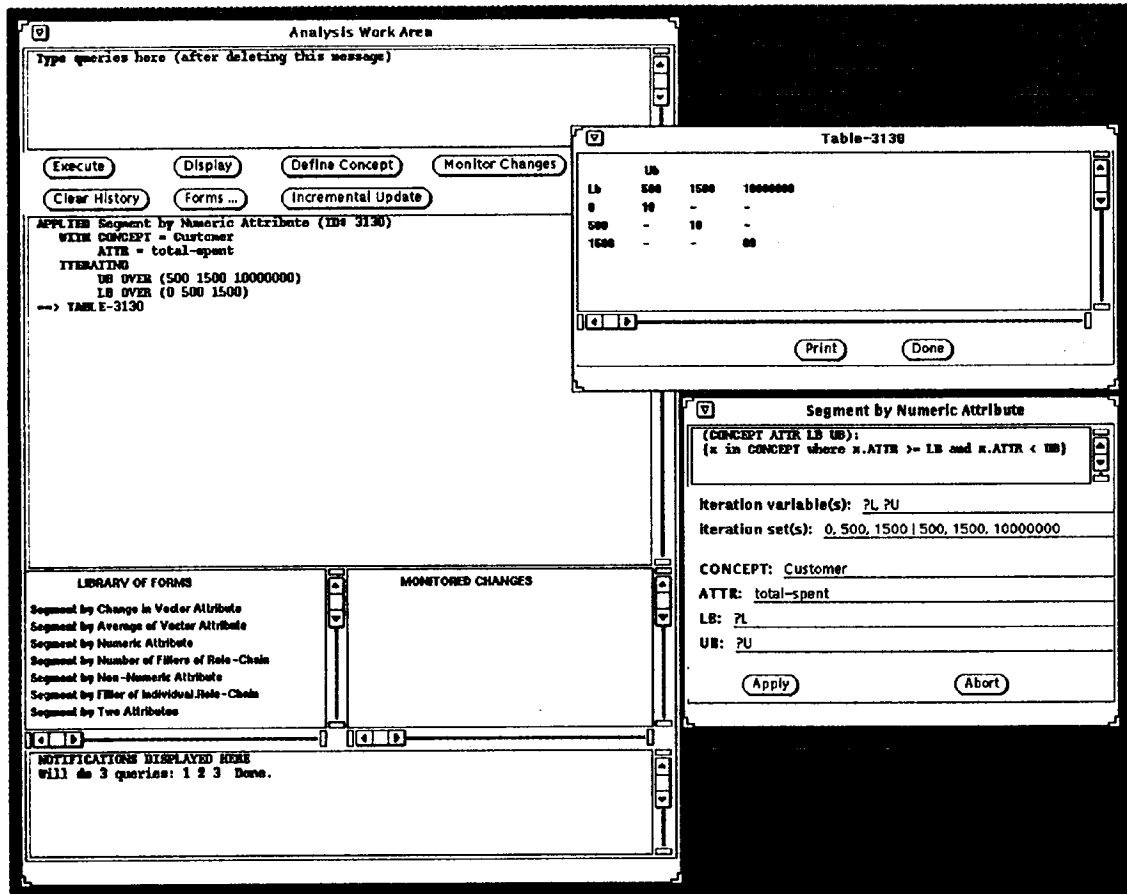 Analysis Work Area
Type queries here (after deleting this message)
Execute Display Define Concept Monitor Changes
Clear History Forms ... Incremental Update
APPLIED Segment by Numeric Attribute (ID# 3130)
WITH CONCEPT = Customer
ATTR = total-spent
ITERATING
UB OVER (500 1500 10000000)
LB OVER (0 500 1500)
==> TABLE-3130
LIBRARY OF FORMS
Segment by Change in Vector Attribute
Segment by Average of Vector Attribute
Segment by Numeric Attribute
Segment by Number of Fillers of Role-Chain
Segment by Non-Numeric Attribute
Segment by Filler of Individual.Role-Chain
Segment by Two Attributes
MONITORED CHANGES
NOTIFICATIONS DISPLAYED HERE
Will do 3 queries: 1 2 3 Done.
Table-3130
Ub
Lb 500 1500 10000000
0 10 - -
500 - 10 -
1500 - -
Print Done
Segment by Numeric Attribute
(CONCEPT ATTR LB UB):
{x in CONCEPT where x.ATTR >= LB and x.ATTR < UB}
iteration variable(s): ?L, ?U
iteration set(s): 0, 500, 1500 | 500, 1500, 10000000
CONCEPT: Customer
ATTR: total-spent
LB: ?L
UB: ?U
Apply Abort